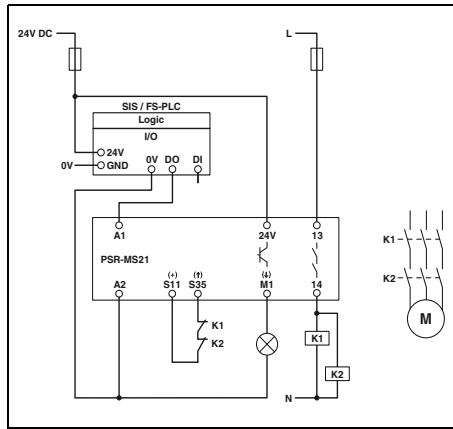 24V DC
L
SIS / FS-PLC
Logic
I/O
24V
0V GND
0V DO DI
A1 24V 13
PSR-MS21
(+) (↑) (↓)
A2 S11 S35 M1 14
K1
K2
K1
K2
N
K1
K2
M